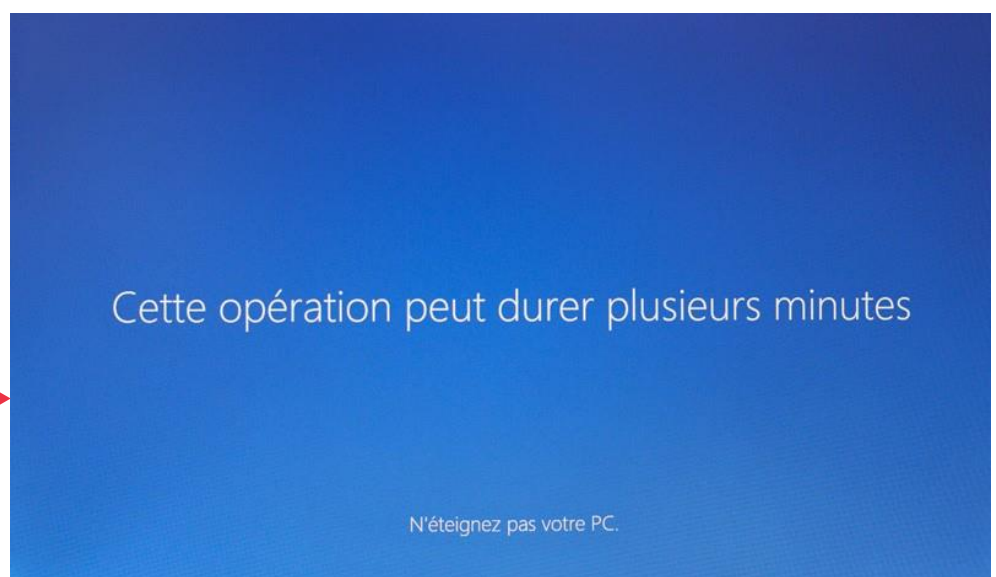 Cette opération peut durer plusieurs minutes
N'éteignez pas votre PC.